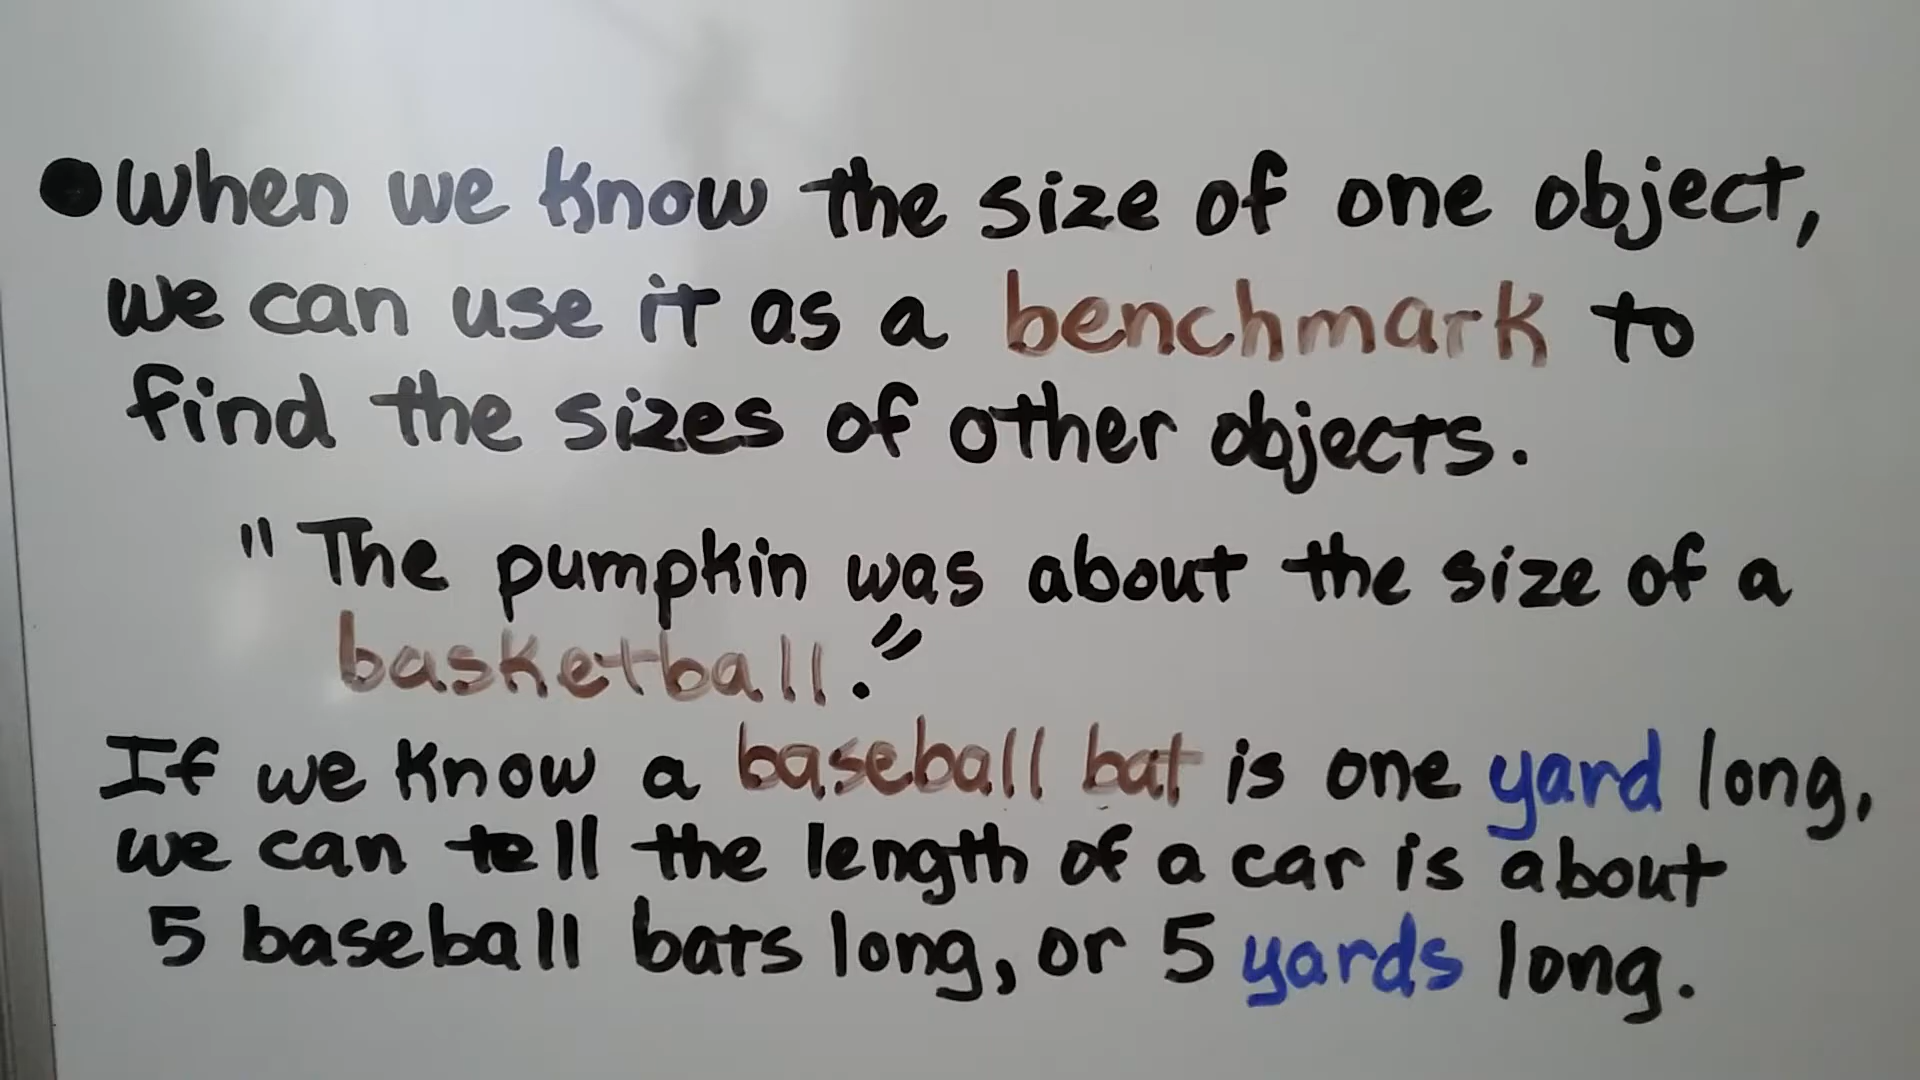 • When we know the size of one object,
we can use it as a benchmark to
find the sizes of other objects.
"The pumpkin was about the size of a
basketball."
If we know a baseball bat is one yard long,
we can tell the length of a car is about
5 baseball bats long, or 5 yards long.